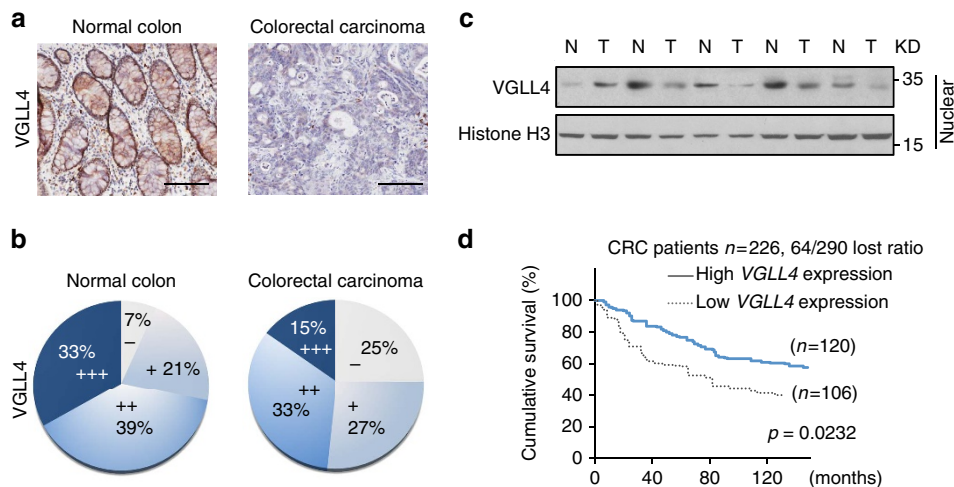 a
Normal colon
Colorectal carcinoma
VGLL4
b
Normal colon
Colorectal carcinoma
VGLL4
7%
–
+ 21%
++
39%
33%
+++
15%
+++
25%
–
+
27%
++
33%
c
N T N T N T N T N T KD
VGLL4
35
Histone H3
15
Nuclear
d
CRC patients n=226, 64/290 lost ratio
High VGLL4 expression
Low VGLL4 expression
Cumulative survival (%)
100
80
60
40
20
0
(n=120)
(n=106)
p = 0.0232
0 40 80 120 (months)